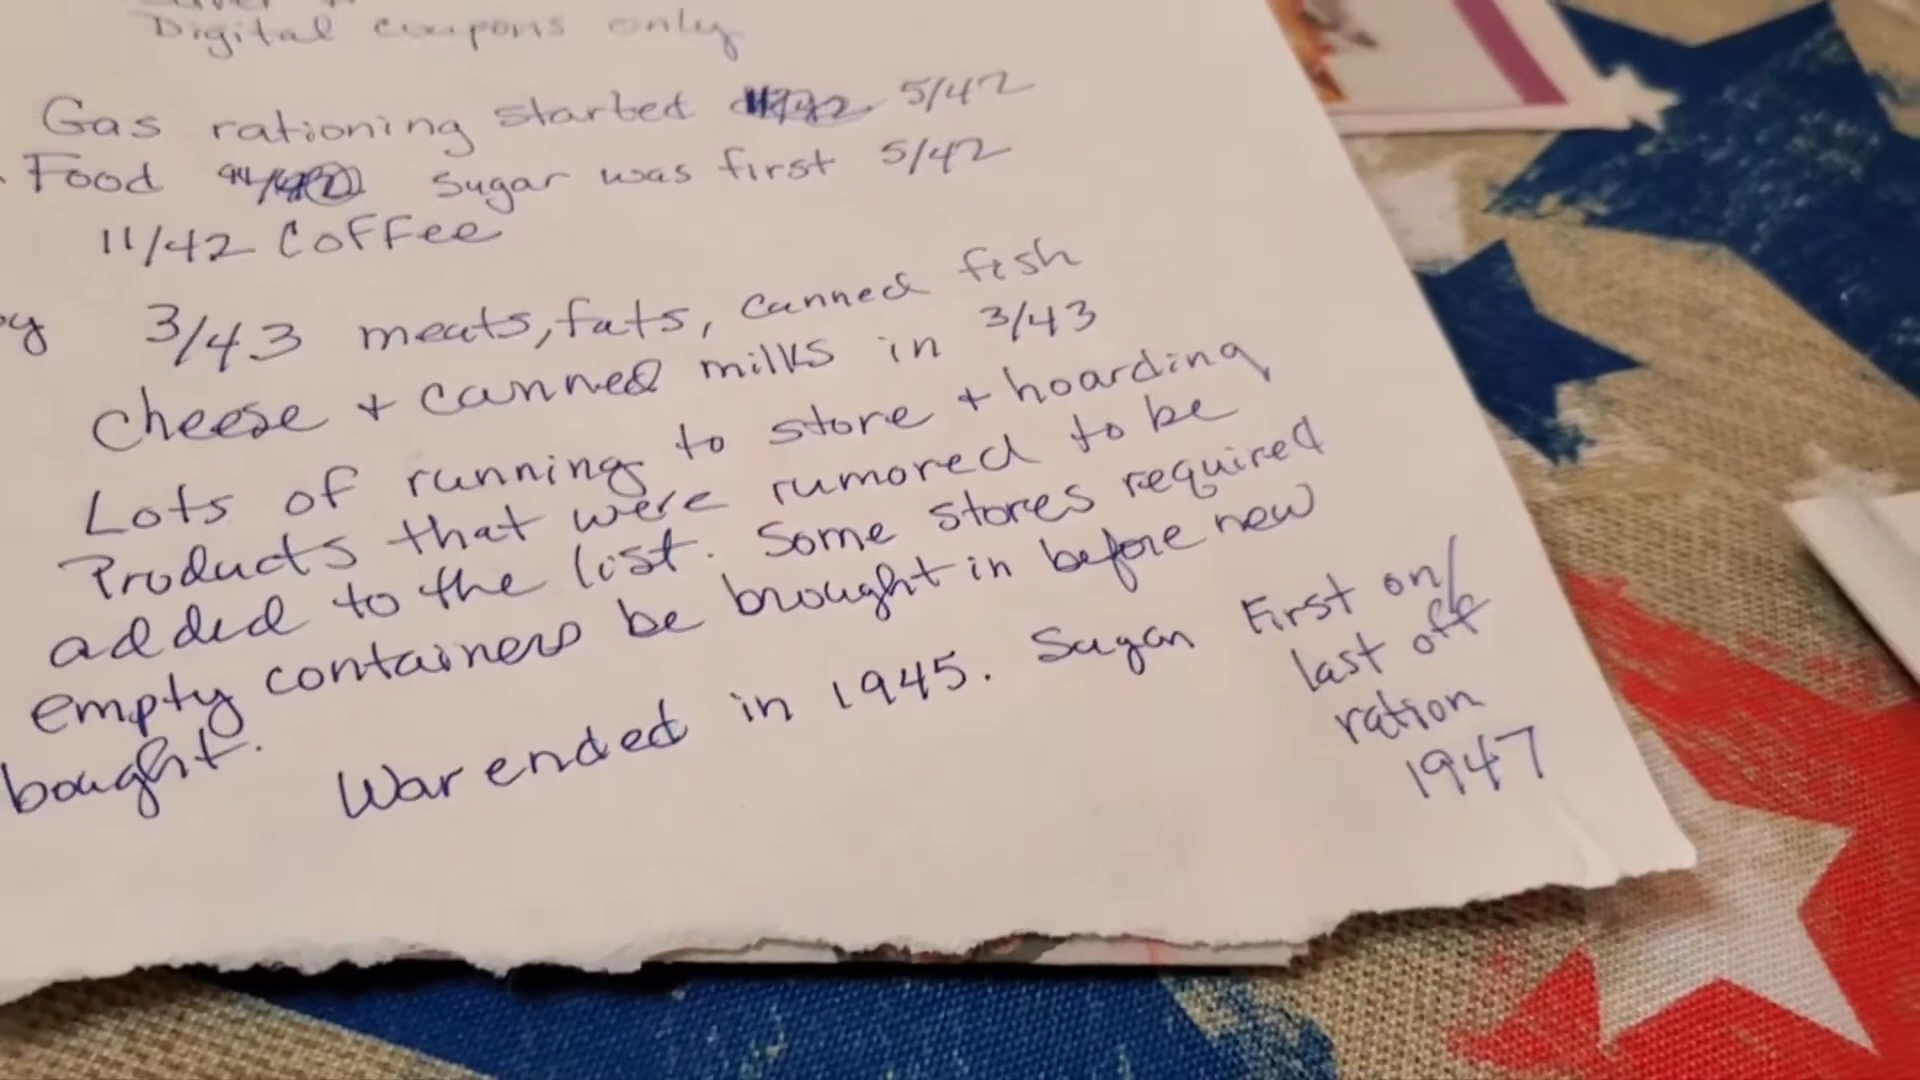 Digital coupons only
Gas rationing started 5/42
Food Sugar was first 5/42
11/42 Coffee
3/43 meats, fats, canned fish
Cheese + canned milks in 3/43
Lots of running to store + hoarding
Products that were rumored to be
added to the list. Some stores required
empty containers be brought in before new
bought.
War ended in 1945. Sugar First on/
last off
ration
1947